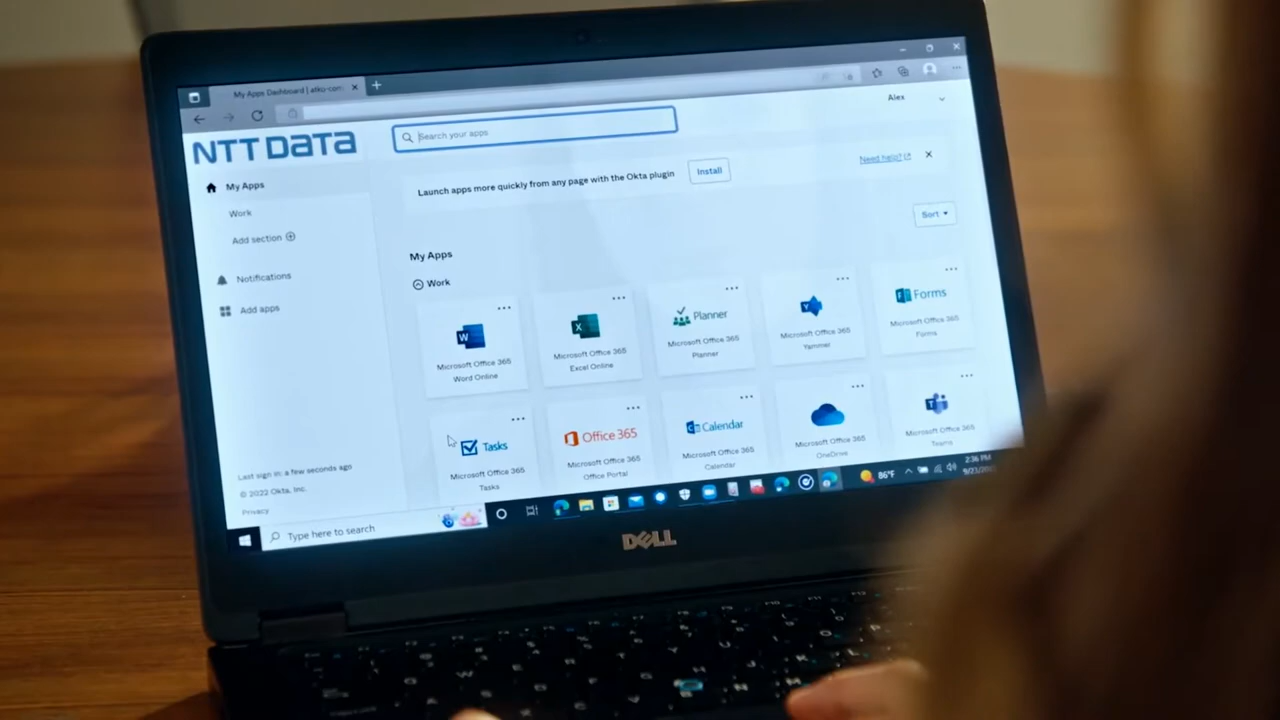 My Apps Dashboard | atko-com
NTT DATA
Search your apps
Alex
My Apps
Work
Add section
Notifications
Add apps
Launch apps more quickly from any page with the Okta plugin
Install
Need help?
Sort
My Apps
Work
Microsoft Office 365
Word Online
Microsoft Office 365
Excel Online
Planner
Microsoft Office 365
Planner
Microsoft Office 365
Yammer
Forms
Microsoft Office 365
Forms
Tasks
Microsoft Office 365
Tasks
Office 365
Microsoft Office 365
Office Portal
Calendar
Microsoft Office 365
Calendar
Microsoft Office 365
OneDrive
Microsoft Office 365
Teams
Last sign in: a few seconds ago
© 2022 Okta, Inc.
Privacy
Type here to search
86°F
2:36 PM
DELL